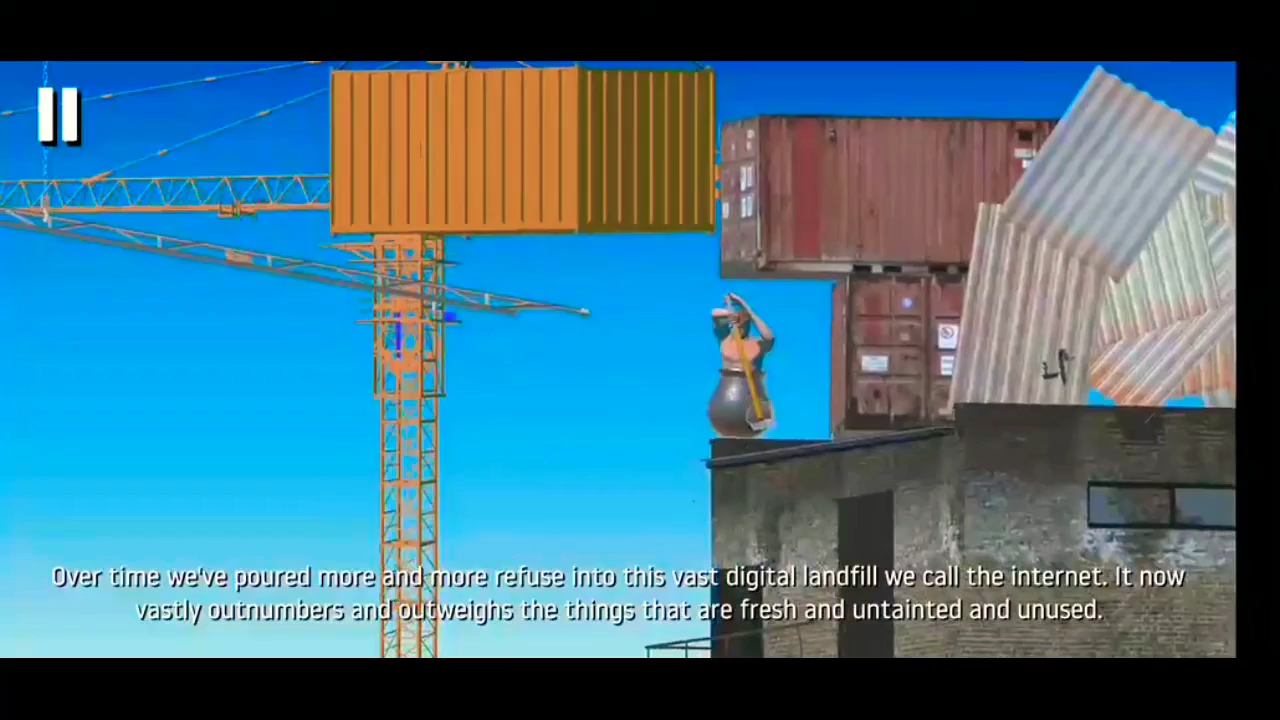 Over time we've poured more and more refuse into this vast digital landfill we call the internet. It now
vastly outnumbers and outweighs the things that are fresh and untainted and unused.